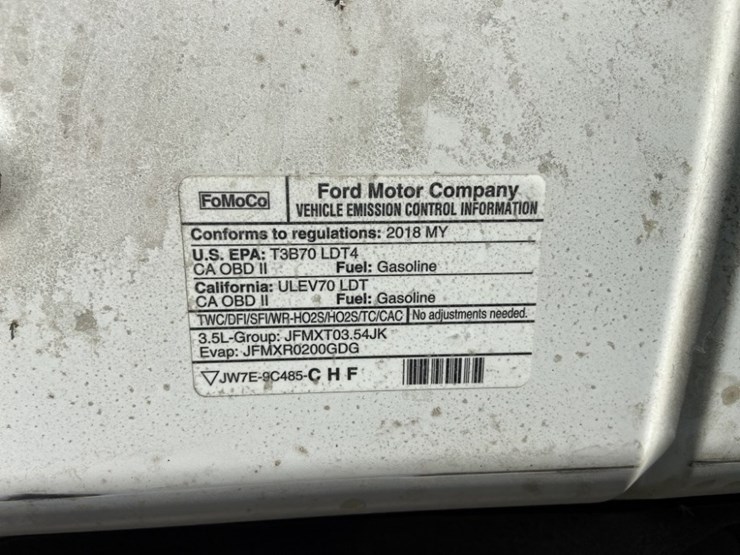 FoMoCo
Ford Motor Company
VEHICLE EMISSION CONTROL INFORMATION
Conforms to regulations: 2018 MY
U.S. EPA: T3B70 LDT4
CA OBD II Fuel: Gasoline
California: ULEV70 LDT
CA OBD II Fuel: Gasoline
TWC/DFI/SFI/WR-HO2S/HO2S/TC/CAC No adjustments needed.
3.5L-Group: JFMXT03.54JK
Evap: JFMXR0200GDG
▽JW7E-9C485-C H F